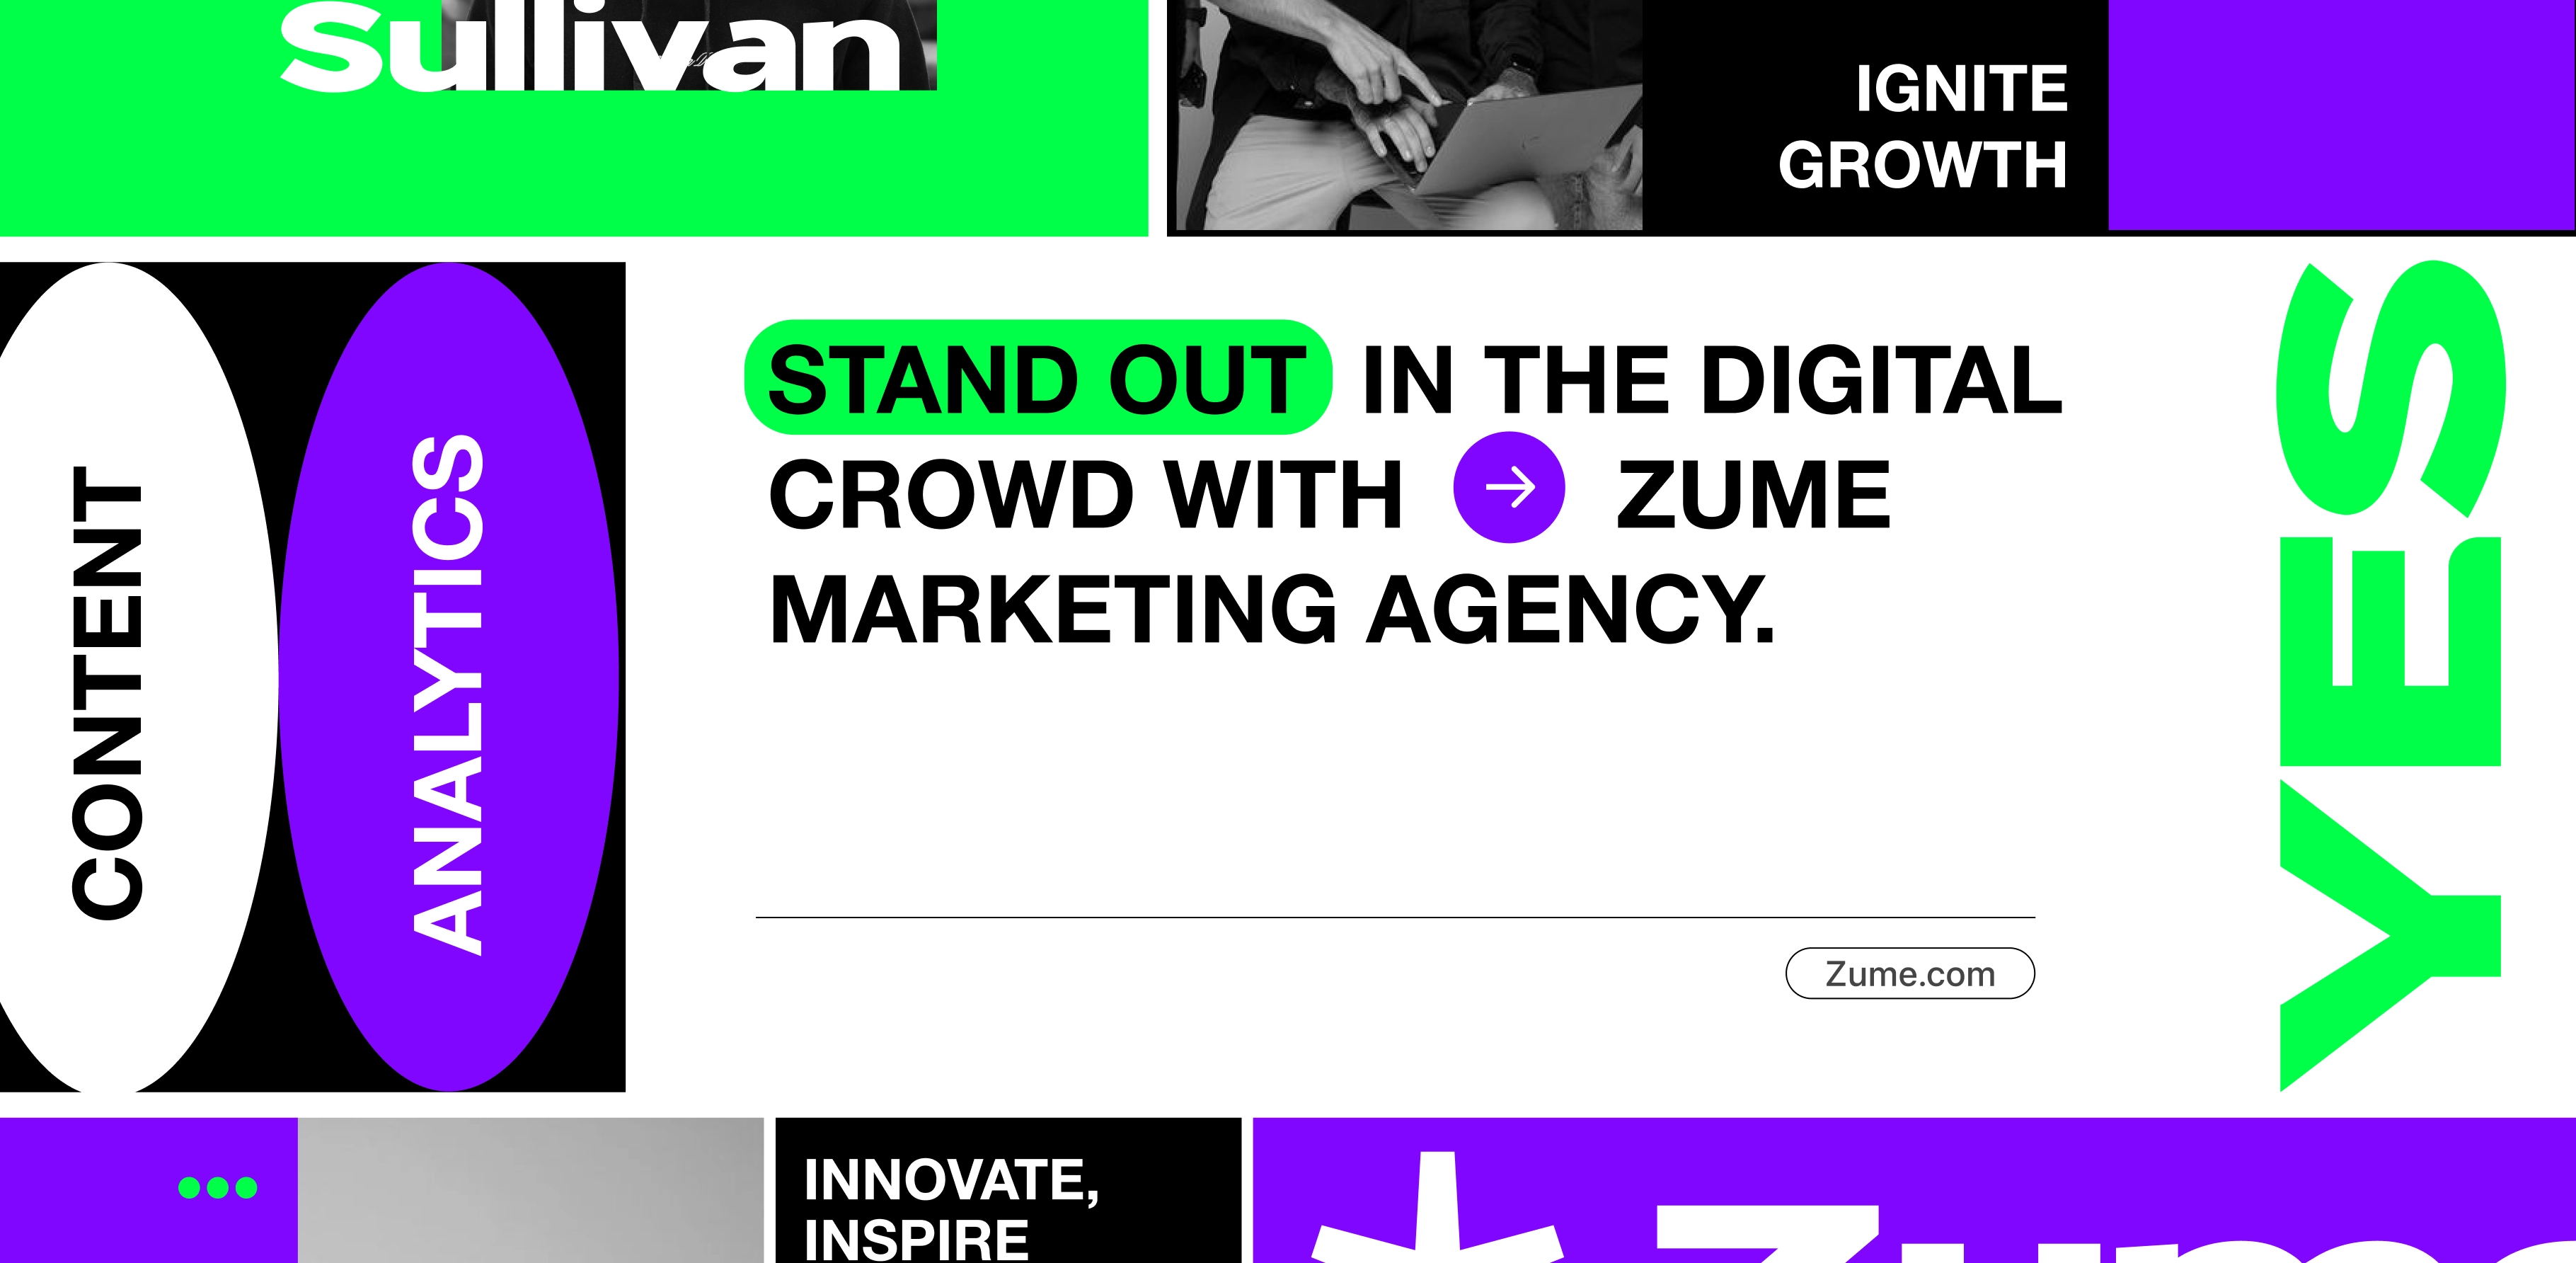 Sullivan
IGNITE
GROWTH
CONTENT
ANALYTICS
STAND OUT IN THE DIGITAL
CROWD WITH → ZUME
MARKETING AGENCY.
Zume.com
YES
INNOVATE,
INSPIRE
Zume